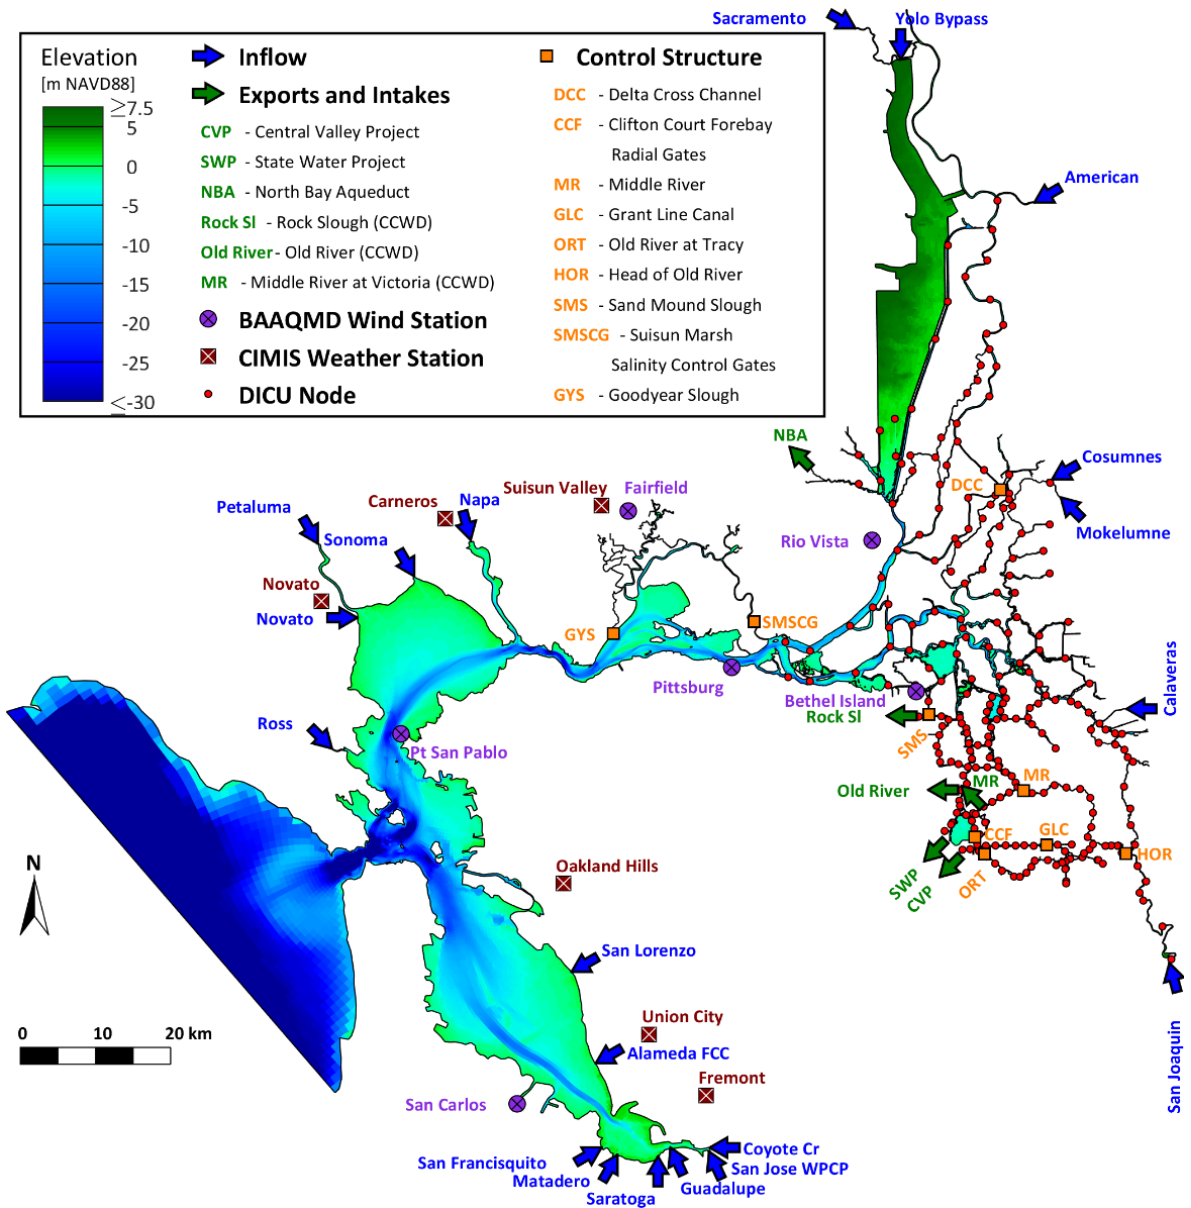 Sacramento
Yolo Bypass
Elevation
[m NAVD88]
≥7.5
5
0
-5
-10
-15
-20
-25
≤-30
Inflow
Exports and Intakes
CVP - Central Valley Project
SWP - State Water Project
NBA - North Bay Aqueduct
Rock Sl - Rock Slough (CCWD)
Old River - Old River (CCWD)
MR - Middle River at Victoria (CCWD)
BAAQMD Wind Station
CIMIS Weather Station
DICU Node
Control Structure
DCC - Delta Cross Channel
CCF - Clifton Court Forebay
Radial Gates
MR - Middle River
GLC - Grant Line Canal
ORT - Old River at Tracy
HOR - Head of Old River
SMS - Sand Mound Slough
SMSCG - Suisun Marsh
Salinity Control Gates
GYS - Goodyear Slough
American
NBA
Cosumnes
DCC
Mokelumne
Petaluma
Carneros
Napa
Suisun Valley
Fairfield
Sonoma
Rio Vista
Novato
Novato
GYS
SMSCG
Pittsburg
Bethel Island
Rock Sl
Calaveras
Ross
Pt San Pablo
SMS
Old River
MR
MR
CCF
GLC
HOR
SWP
CVP
ORT
N
Oakland Hills
San Lorenzo
0 10 20 km
Union City
Alameda FCC
Fremont
San Joaquin
San Carlos
Coyote Cr
San Francisquito
San Jose WPCP
Matadero
Guadalupe
Saratoga